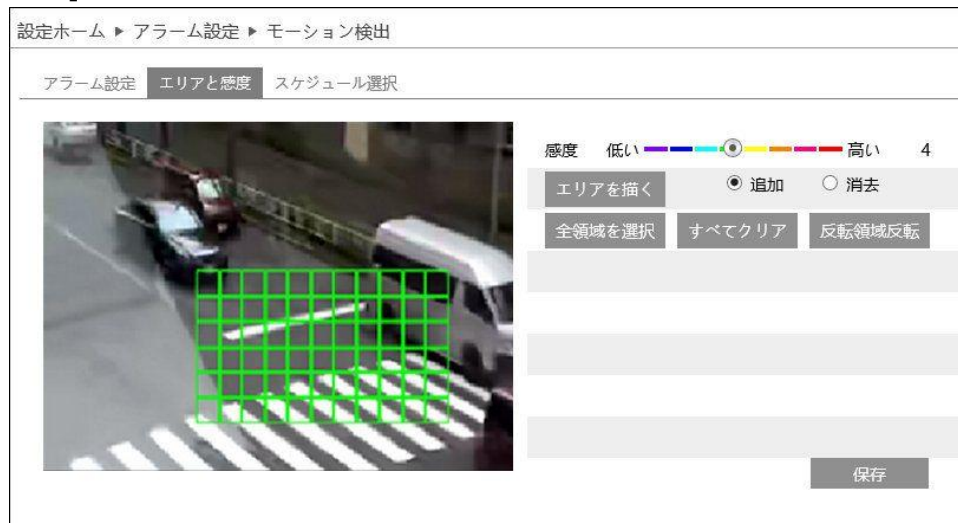 設定ホーム ▶ アラーム設定 ▶ モーション検出
アラーム設定 エリアと感度 スケジュール選択
感度 低い 高い 4
エリアを描く 追加 消去
全領域を選択 すべてクリア 反転領域反転
保存